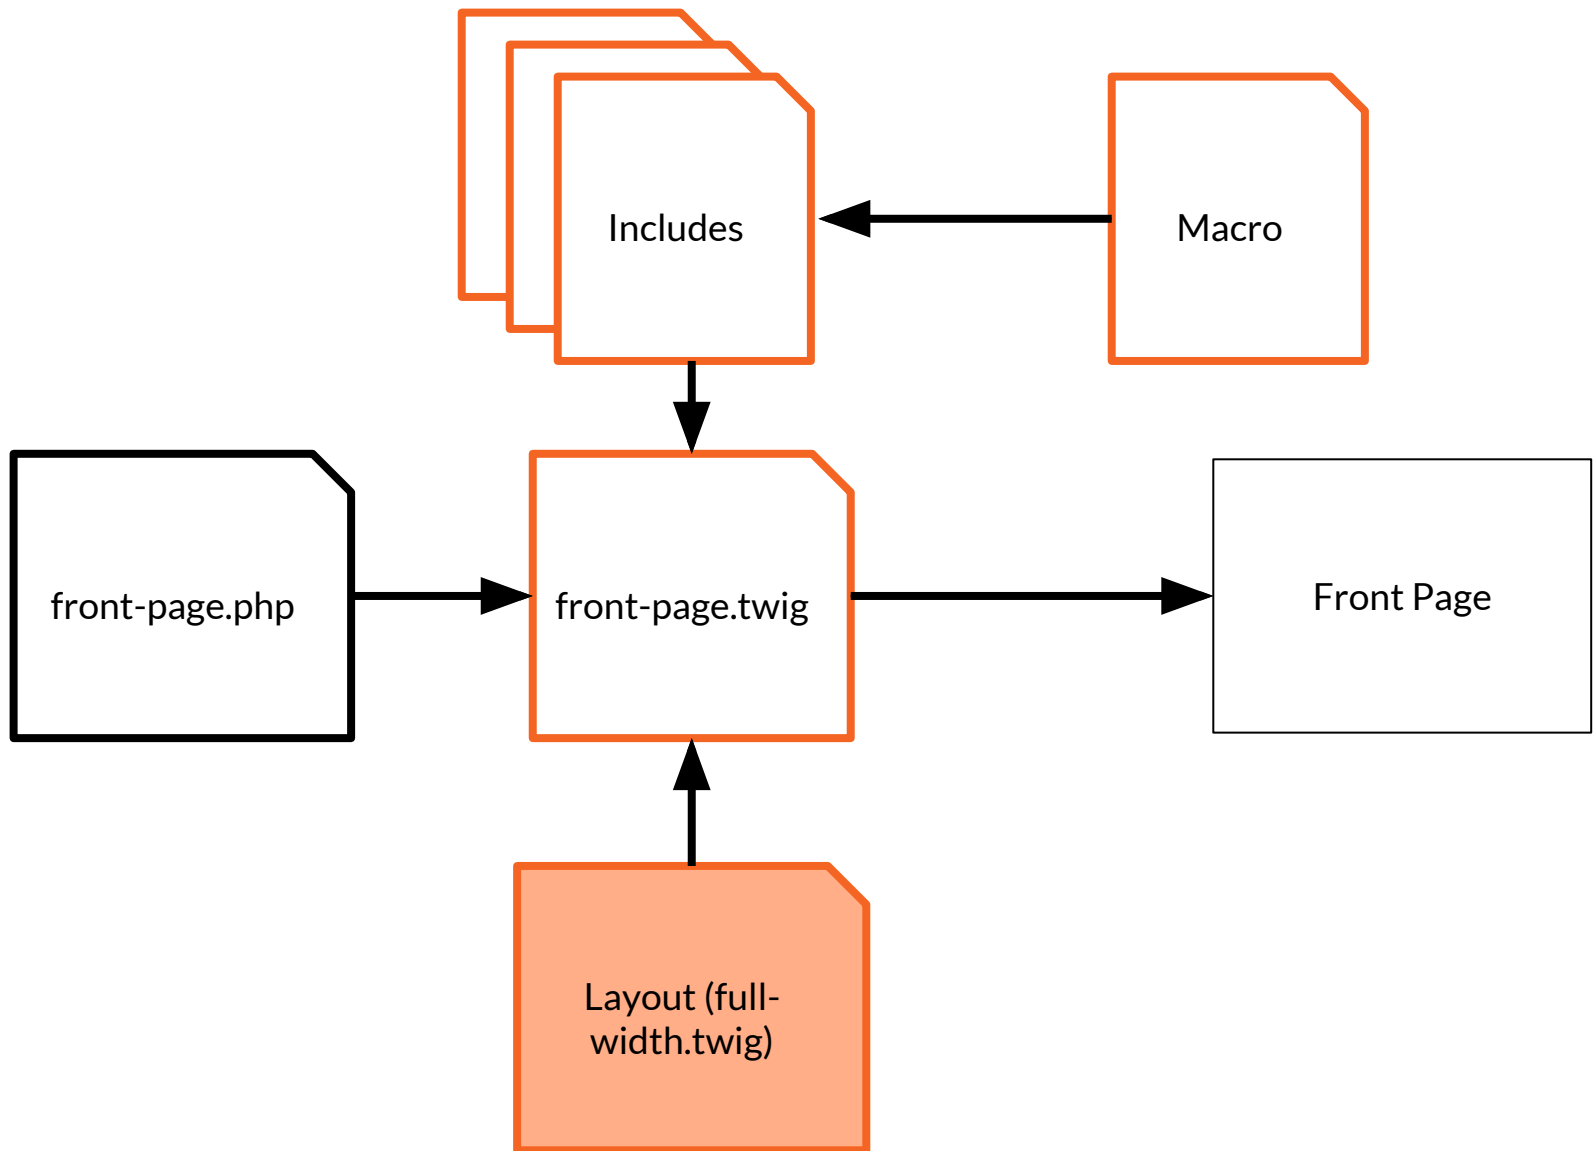 Includes
Macro
front-page.php
front-page.twig
Front Page
Layout (full-
width.twig)